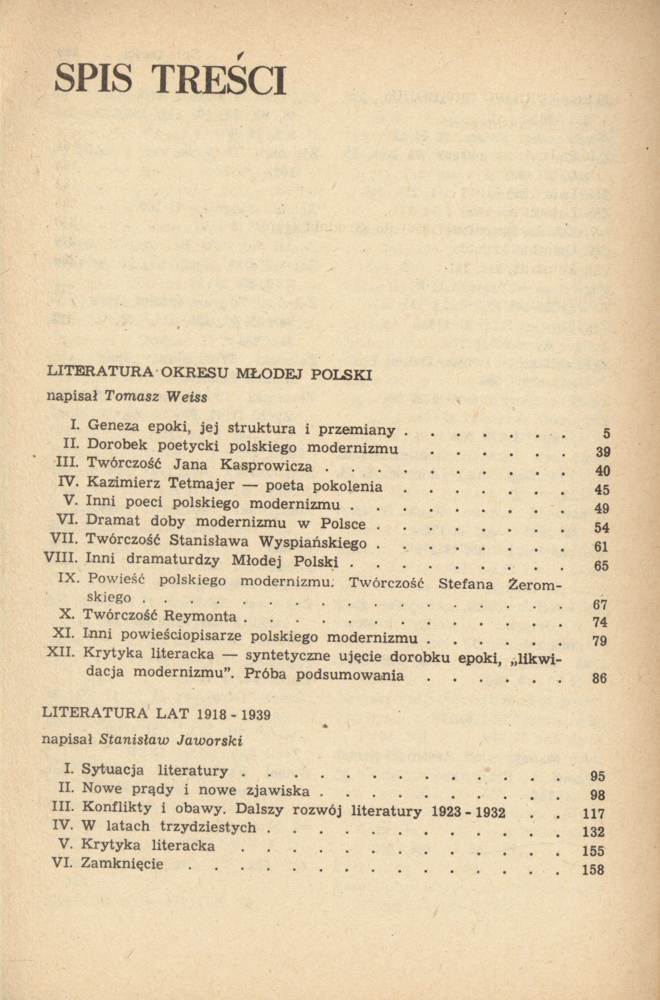 SPIS TREŚCI
LITERATURA OKRESU MŁODEJ POLSKI
napisał Tomasz Weiss
I. Geneza epoki, jej struktura i przemiany . . . . . . . 5
II. Dorobek poetycki polskiego modernizmu . . . . . . 39
III. Twórczość Jana Kasprowicza . . . . . . . . . . 40
IV. Kazimierz Tetmajer — poeta pokolenia . . . . . . . 45
V. Inni poeci polskiego modernizmu . . . . . . . . . 49
VI. Dramat doby modernizmu w Polsce . . . . . . . . 54
VII. Twórczość Stanisława Wyspiańskiego . . . . . . . . 61
VIII. Inni dramaturdzy Młodej Polski . . . . . . . . . 65
IX. Powieść polskiego modernizmu. Twórczość Stefana Żerom-
skiego . . . . . . . . . . . . . . . . . 67
X. Twórczość Reymonta . . . . . . . . . . . . . 74
XI. Inni powieściopisarze polskiego modernizmu . . . . . . 79
XII. Krytyka literacka — syntetyczne ujęcie dorobku epoki, „likwi-
dacja modernizmu”. Próba podsumowania . . . . . . 86
LITERATURA LAT 1918 - 1939
napisał Stanisław Jaworski
I. Sytuacja literatury . . . . . . . . . . . . . 95
II. Nowe prądy i nowe zjawiska . . . . . . . . . . 98
III. Konflikty i obawy. Dalszy rozwój literatury 1923 - 1932 . . 117
IV. W latach trzydziestych . . . . . . . . . . . . 132
V. Krytyka literacka . . . . . . . . . . . . . 155
VI. Zamknięcie . . . . . . . . . . . . . . . 158